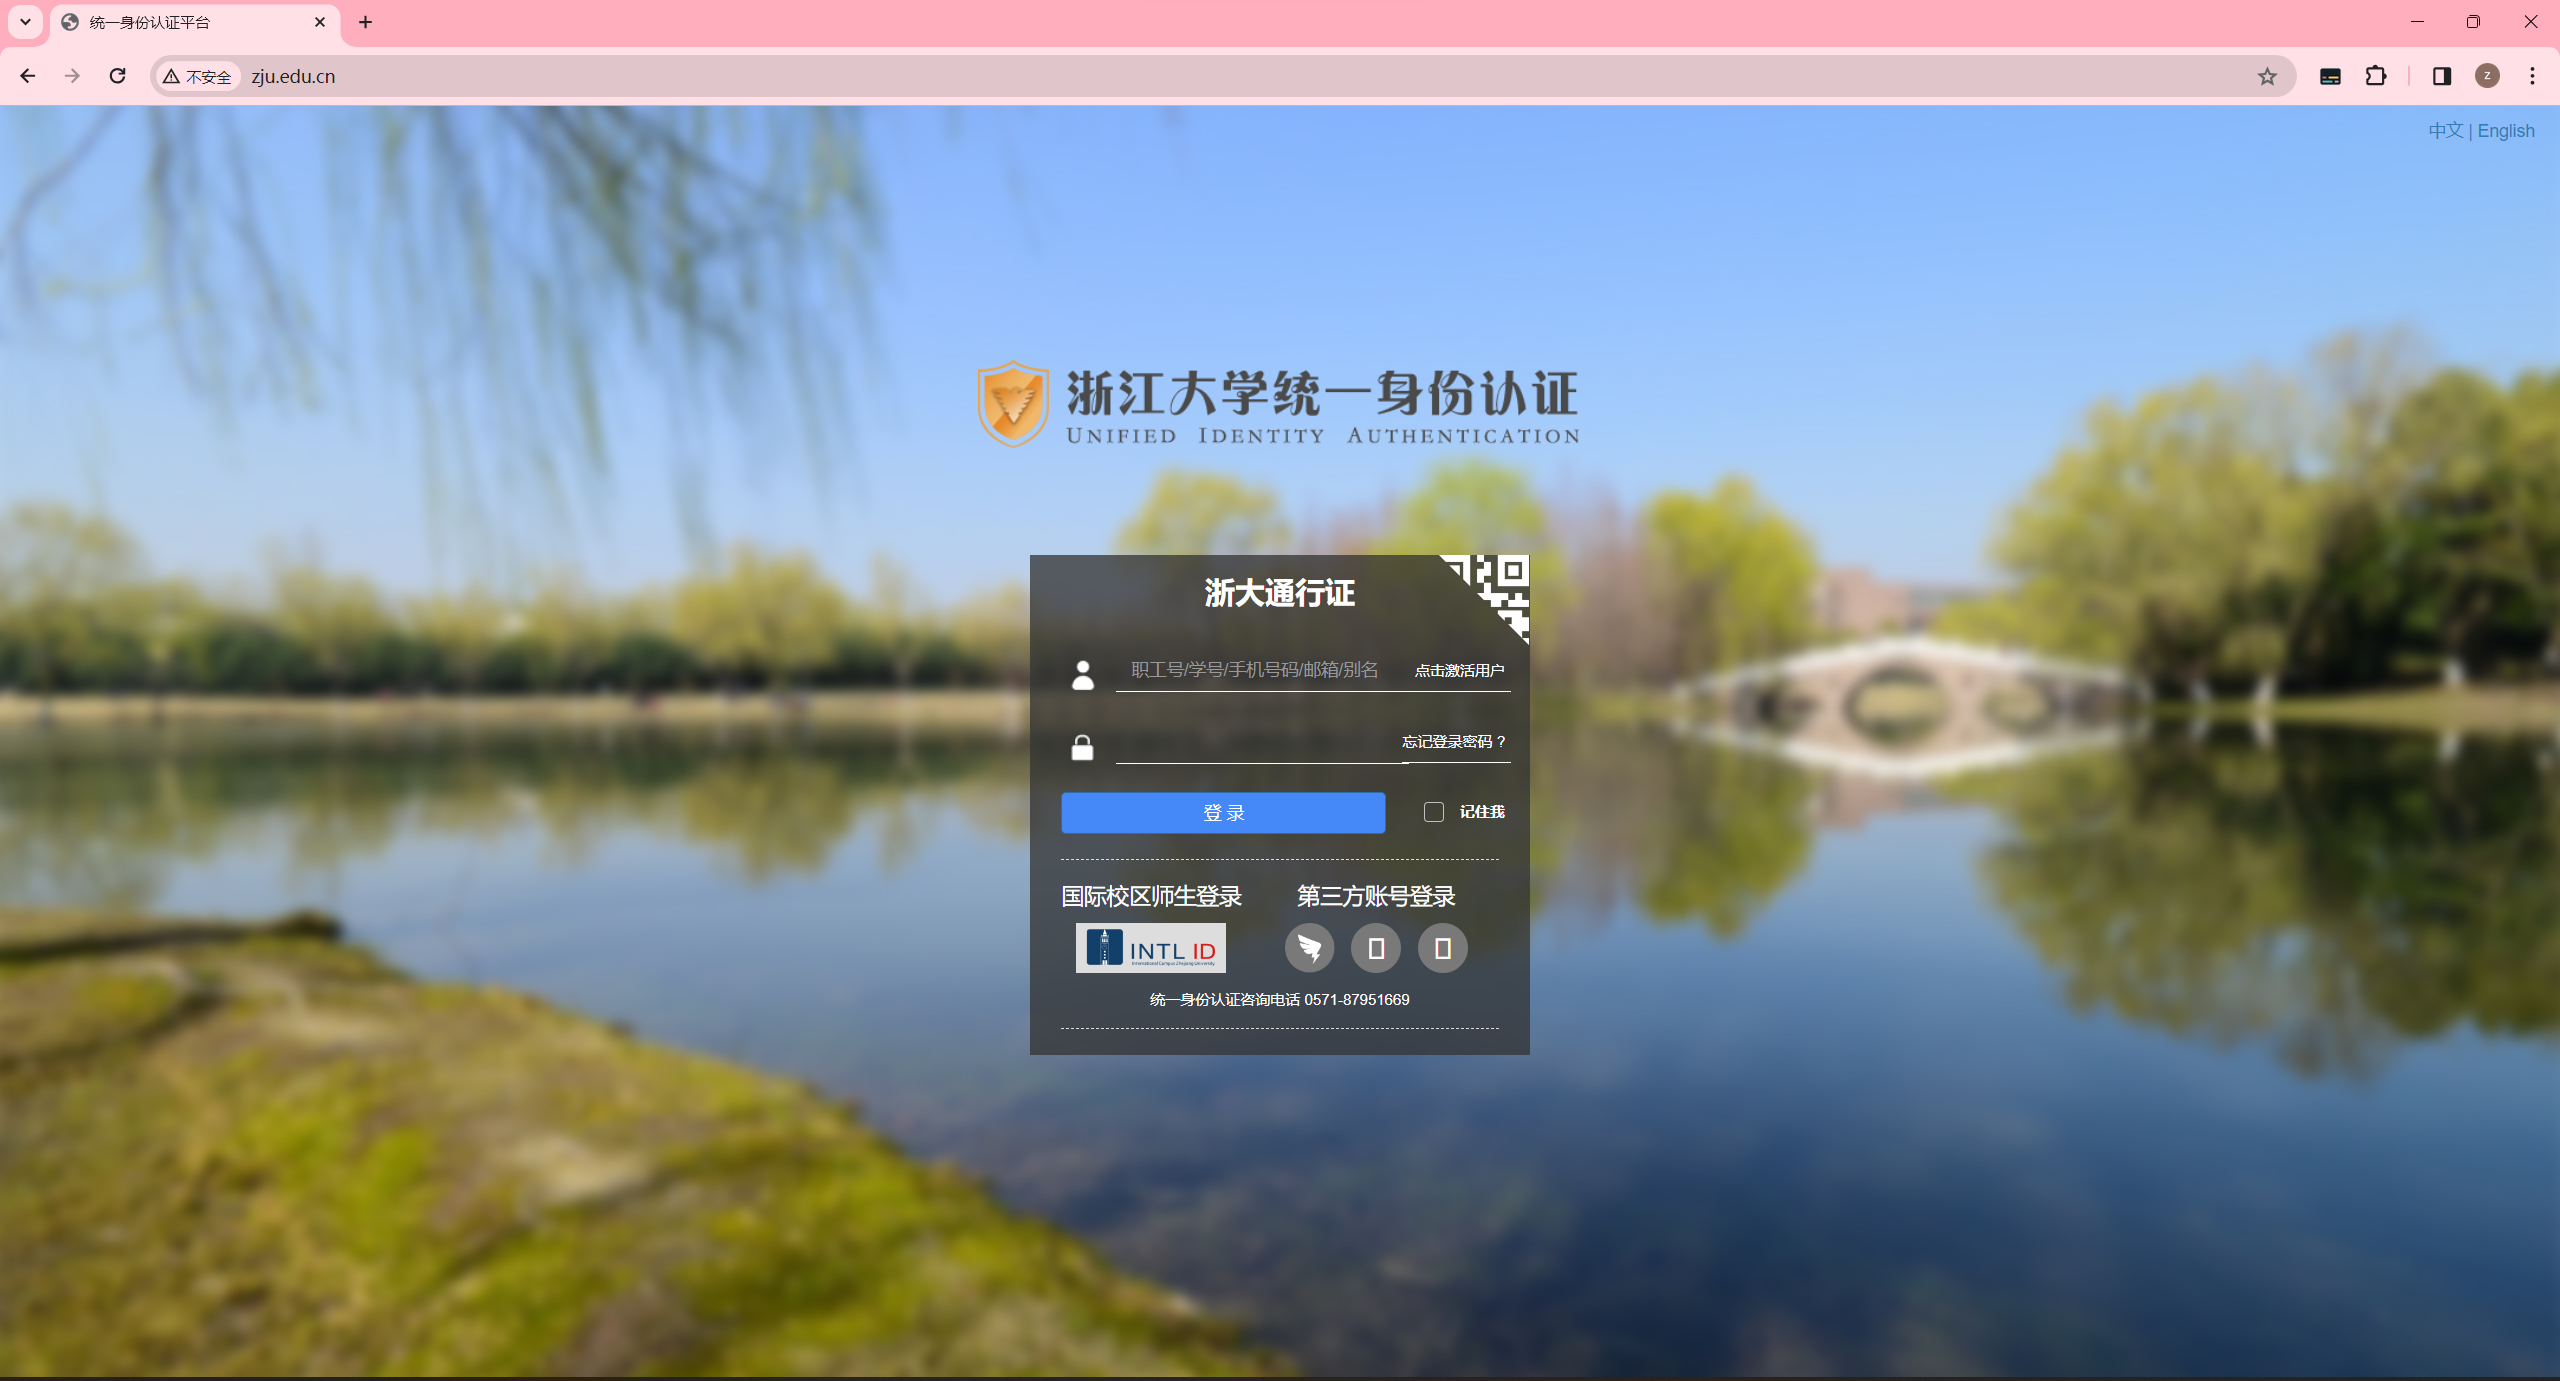 统一身份认证平台
不安全 zju.edu.cn
Z
中文 | English
浙江大学统一身份认证
UNIFIED IDENTITY AUTHENTICATION
浙大通行证
职工号/学号/手机号码/邮箱/别名 点击激活用户
忘记登录密码？
登 录 记住我
国际校区师生登录 第三方账号登录
INTL ID
International Campus Zhejiang University
统一身份认证咨询电话 0571-87951669